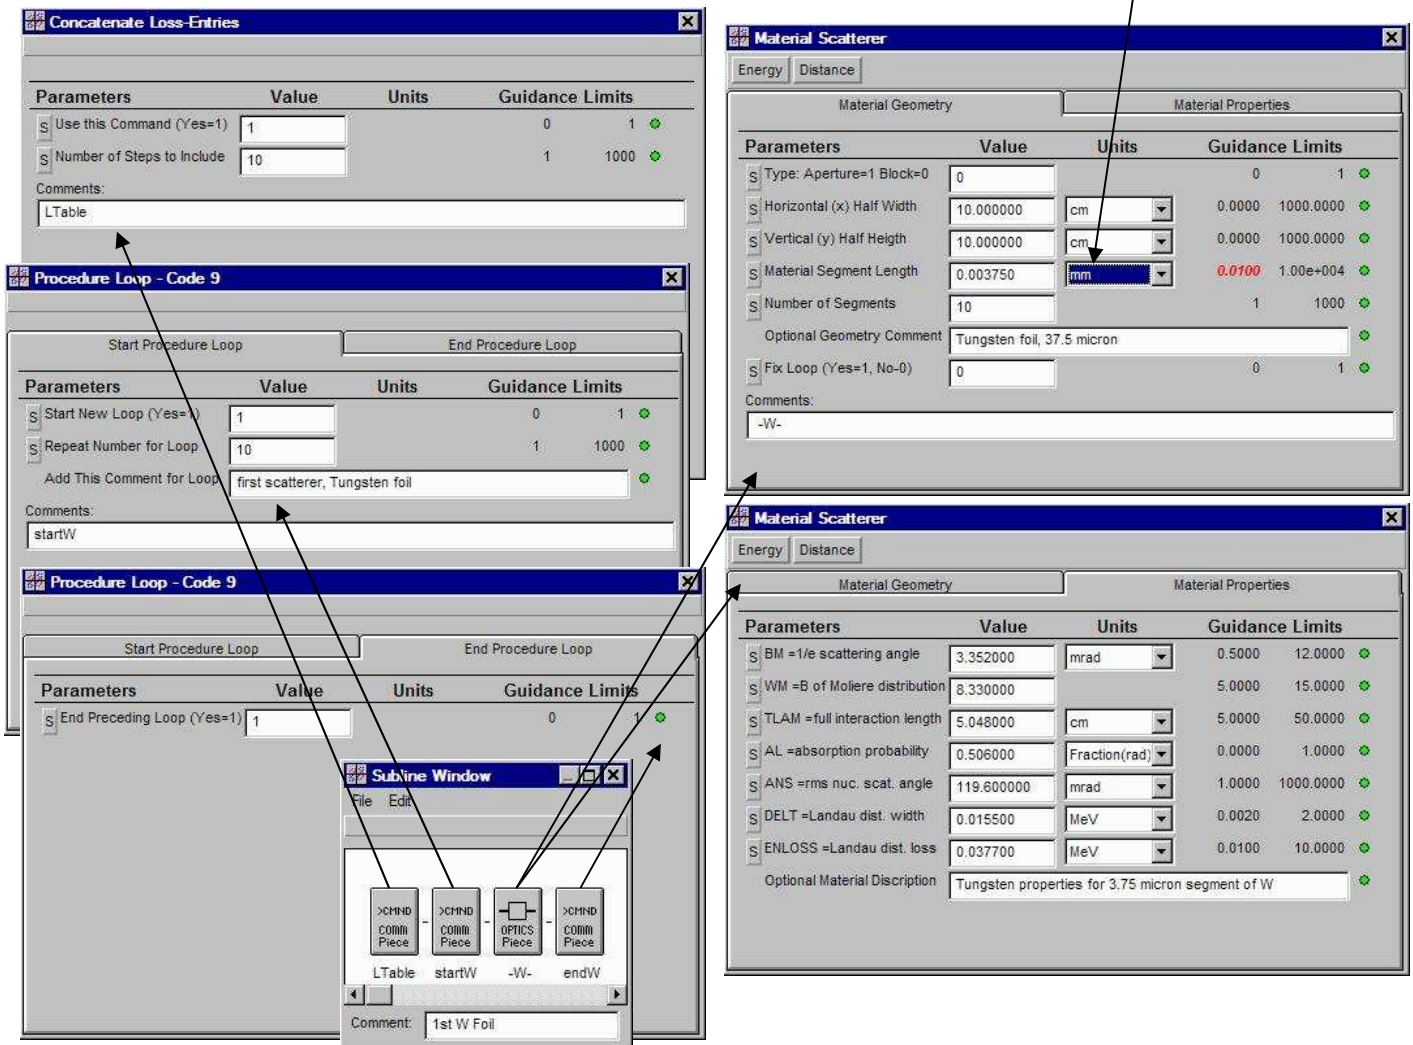 Concatenate Loss-Entries
Parameters Value Units Guidance Limits
S Use this Command (Yes=1) 1 0 1
S Number of Steps to Include 10 1 1000
Comments:
LTable
Procedure Loop - Code 9
Start Procedure Loop End Procedure Loop
Parameters Value Units Guidance Limits
S Start New Loop (Yes=1) 1 0 1
S Repeat Number for Loop 10 1 1000
Add This Comment for Loop first scatterer, Tungsten foil
Comments:
startW
Procedure Loop - Code 9
Start Procedure Loop End Procedure Loop
Parameters Value Units Guidance Limits
S End Preceding Loop (Yes=1) 1 0 1
Subline Window
File Edit
>CMND COMM Piece
>CMND COMM Piece
OPTICS Piece
>CMND COMM Piece
LTable startW -W- endW
Comment: 1st W Foil
Material Scatterer
Energy Distance
Material Geometry Material Properties
Parameters Value Units Guidance Limits
S Type: Aperture=1 Block=0 0 0 1
S Horizontal (x) Half Width 10.000000 cm 0.0000 1000.0000
S Vertical (y) Half Heigth 10.000000 cm 0.0000 1000.0000
S Material Segment Length 0.003750 mm 0.0100 1.00e+004
S Number of Segments 10 1 1000
Optional Geometry Comment Tungsten foil, 37.5 micron
S Fix Loop (Yes=1, No-0) 0 0 1
Comments:
-W-
Material Scatterer
Energy Distance
Material Geometry Material Properties
Parameters Value Units Guidance Limits
S BM =1/e scattering angle 3.352000 mrad 0.5000 12.0000
S WM =B of Moliere distribution 8.330000 5.0000 15.0000
S TLAM =full interaction length 5.048000 cm 5.0000 50.0000
S AL =absorption probability 0.506000 Fraction(rad) 0.0000 1.0000
S ANS =rms nuc. scat. angle 119.600000 mrad 1.0000 1000.0000
S DELT =Landau dist. width 0.015500 MeV 0.0020 2.0000
S ENLOSS =Landau dist. loss 0.037700 MeV 0.0100 10.0000
Optional Material Discription Tungsten properties for 3.75 micron segment of W